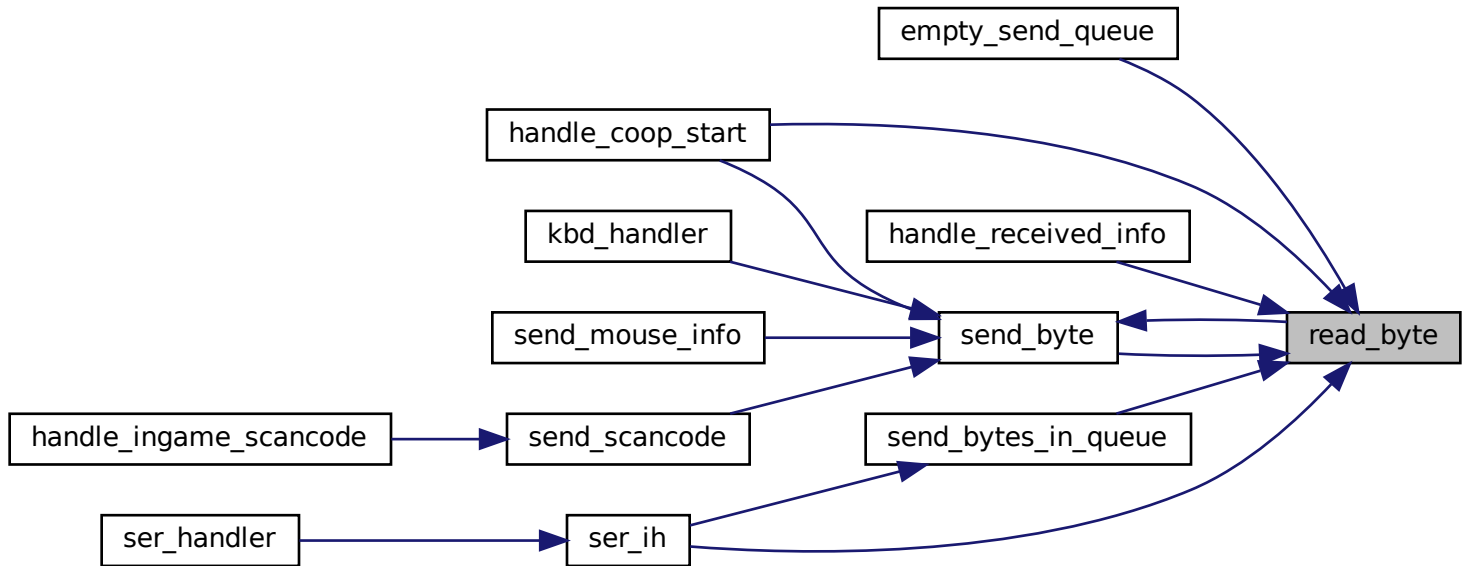 empty_send_queue
handle_coop_start
kbd_handler
handle_received_info
send_mouse_info
send_byte
read_byte
handle_ingame_scancode
send_scancode
send_bytes_in_queue
ser_handler
ser_ih